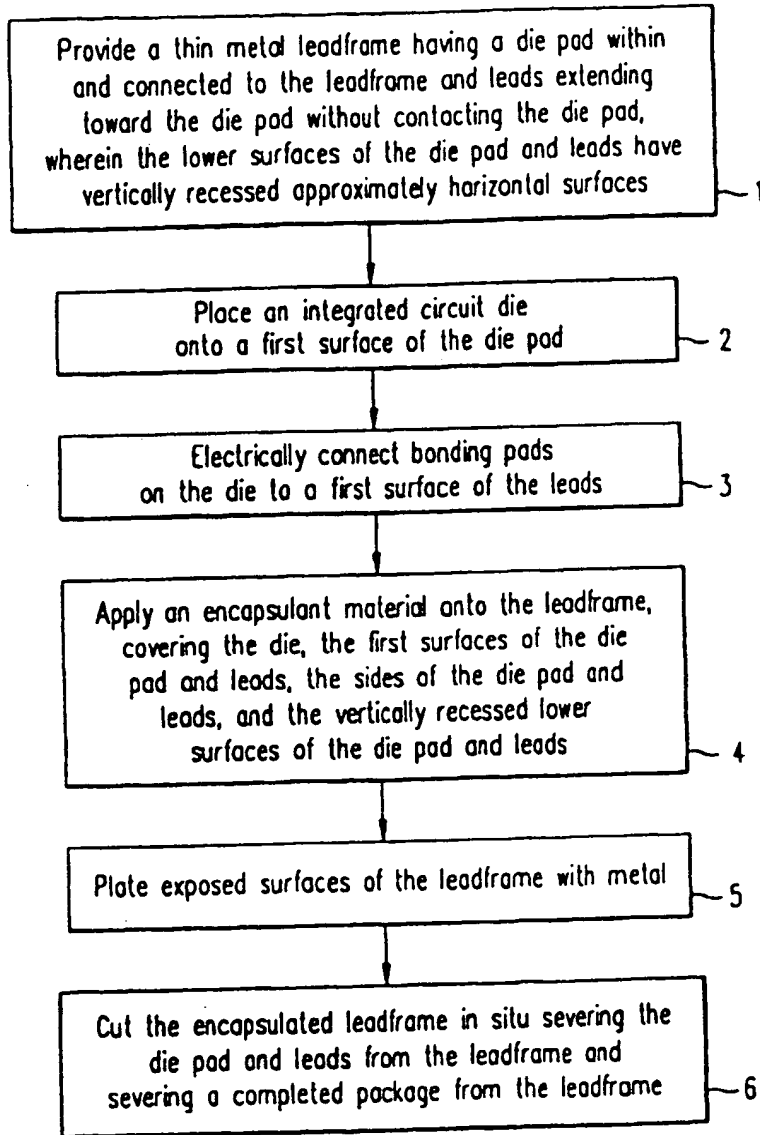 Provide a thin metal leadframe having a die pad within
and connected to the leadframe and leads extending
toward the die pad without contacting the die pad,
wherein the lower surfaces of the die pad and leads have
vertically recessed approximately horizontal surfaces
1
Place an integrated circuit die
onto a first surface of the die pad
2
Electrically connect bonding pads
on the die to a first surface of the leads
3
Apply an encapsulant material onto the leadframe,
covering the die, the first surfaces of the die
pad and leads, the sides of the die pad and
leads, and the vertically recessed lower
surfaces of the die pad and leads
4
Plate exposed surfaces of the leadframe with metal
5
Cut the encapsulated leadframe in situ severing the
die pad and leads from the leadframe and
severing a completed package from the leadframe
6